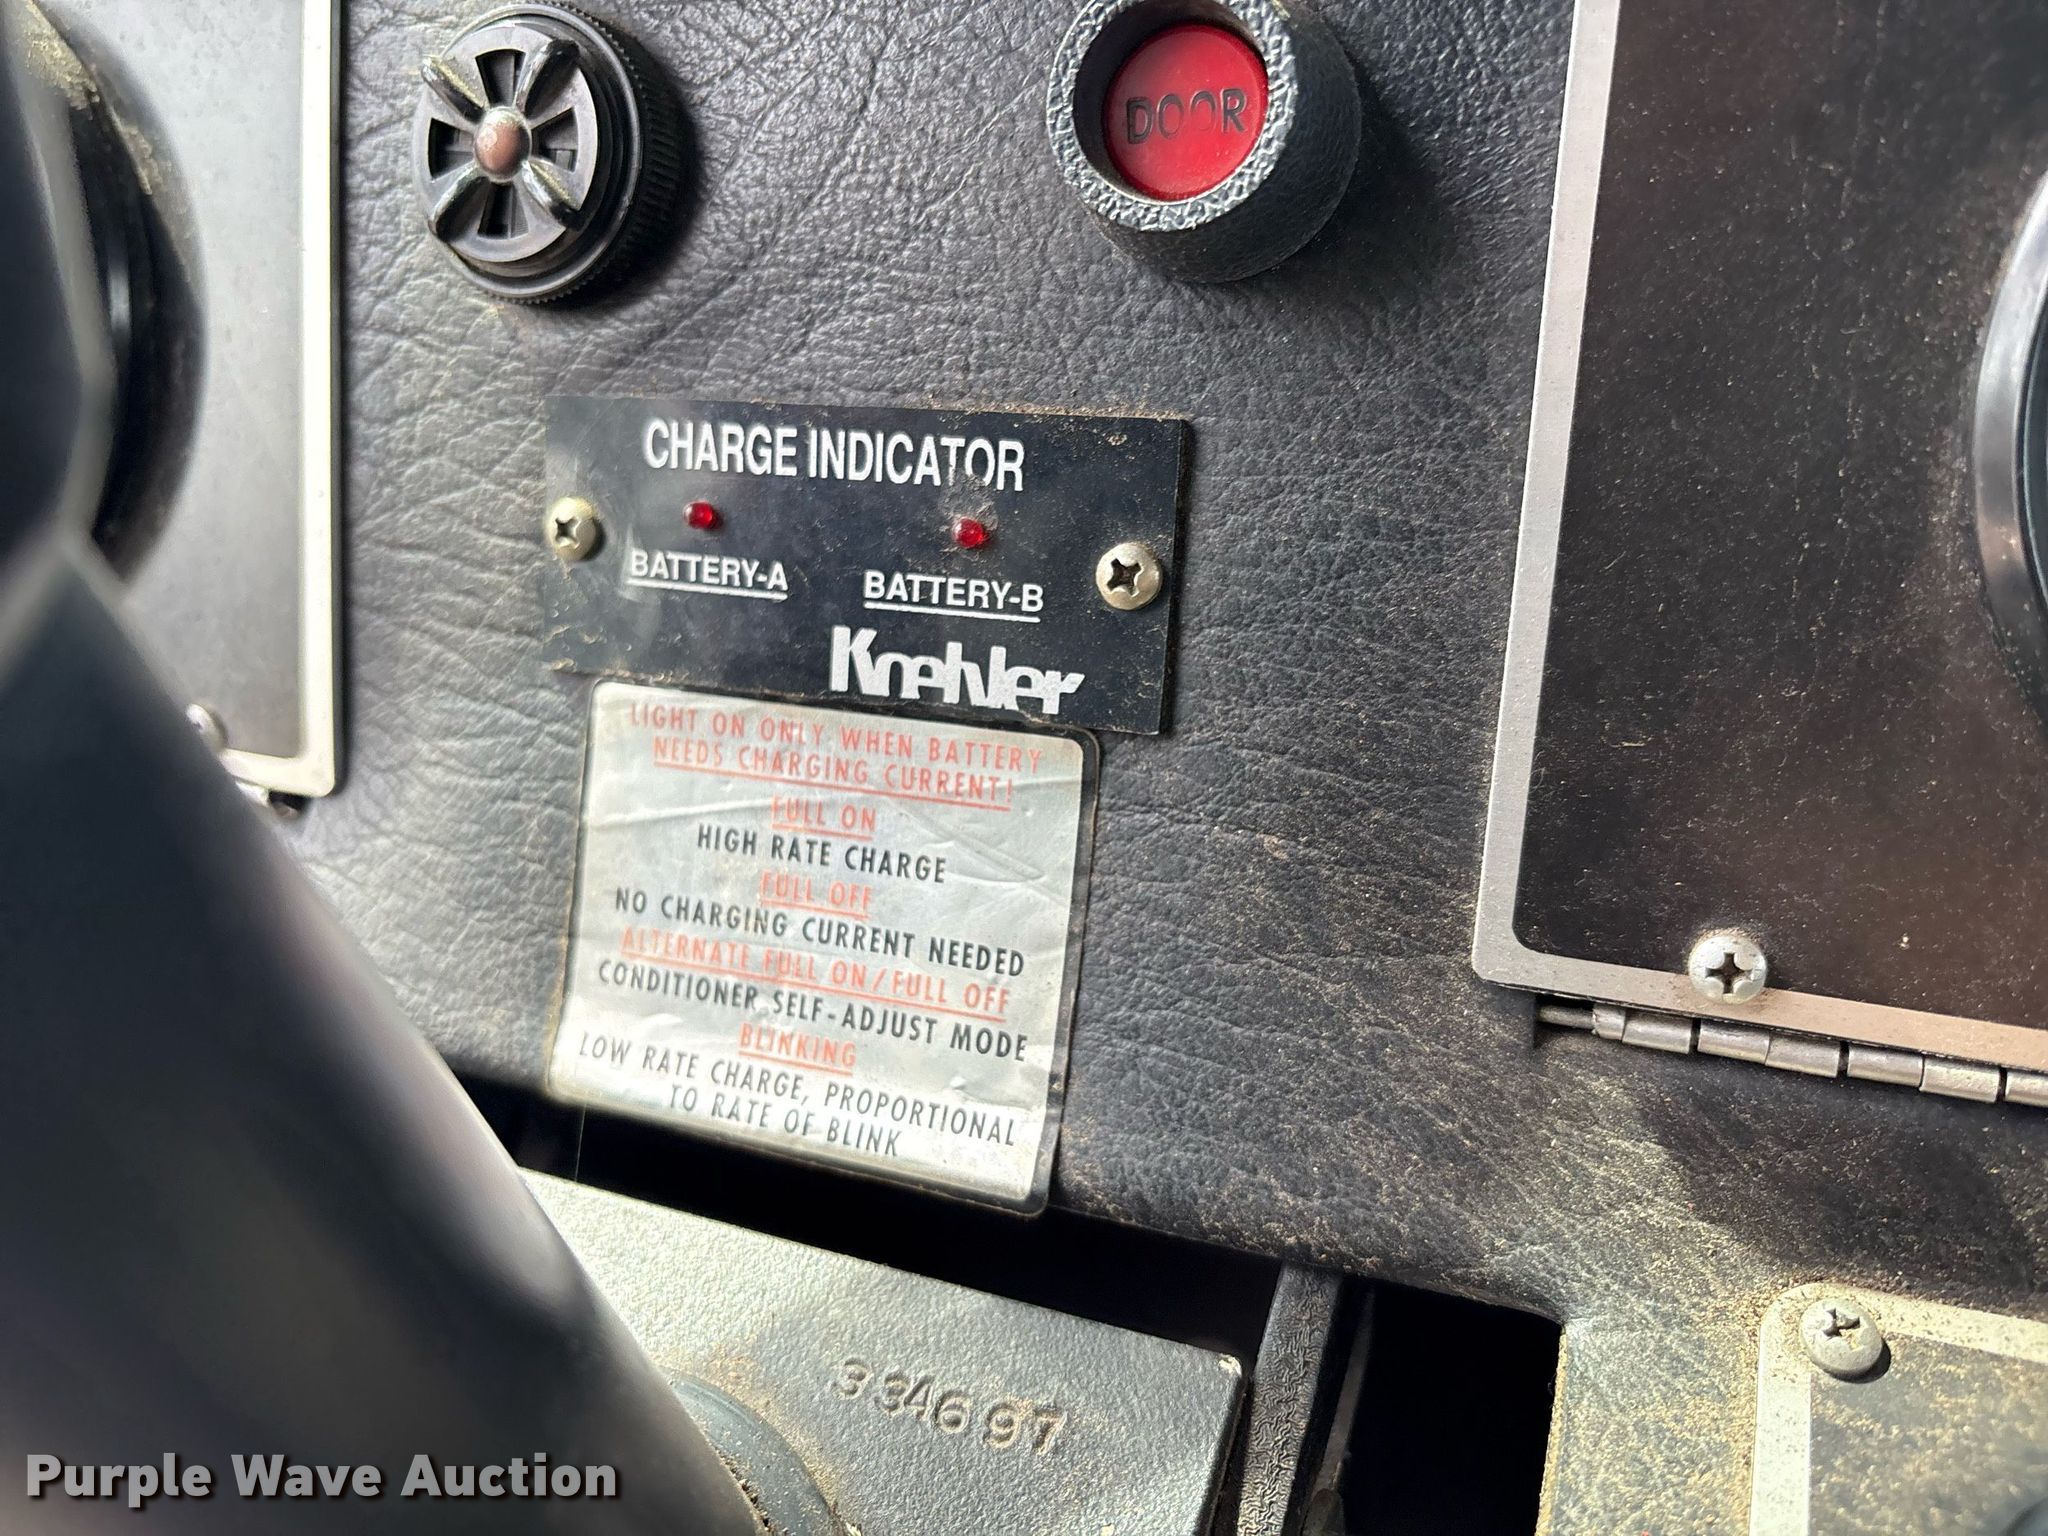 DOOR
CHARGE INDICATOR
BATTERY-A
BATTERY-B
Koehler
LIGHT ON ONLY WHEN BATTERY
NEEDS CHARGING CURRENT!
FULL ON
HIGH RATE CHARGE
FULL OFF
NO CHARGING CURRENT NEEDED
ALTERNATE FULL ON/FULL OFF
CONDITIONER SELF-ADJUST MODE
BLINKING
LOW RATE CHARGE, PROPORTIONAL
TO RATE OF BLINK
334697
Purple Wave Auction